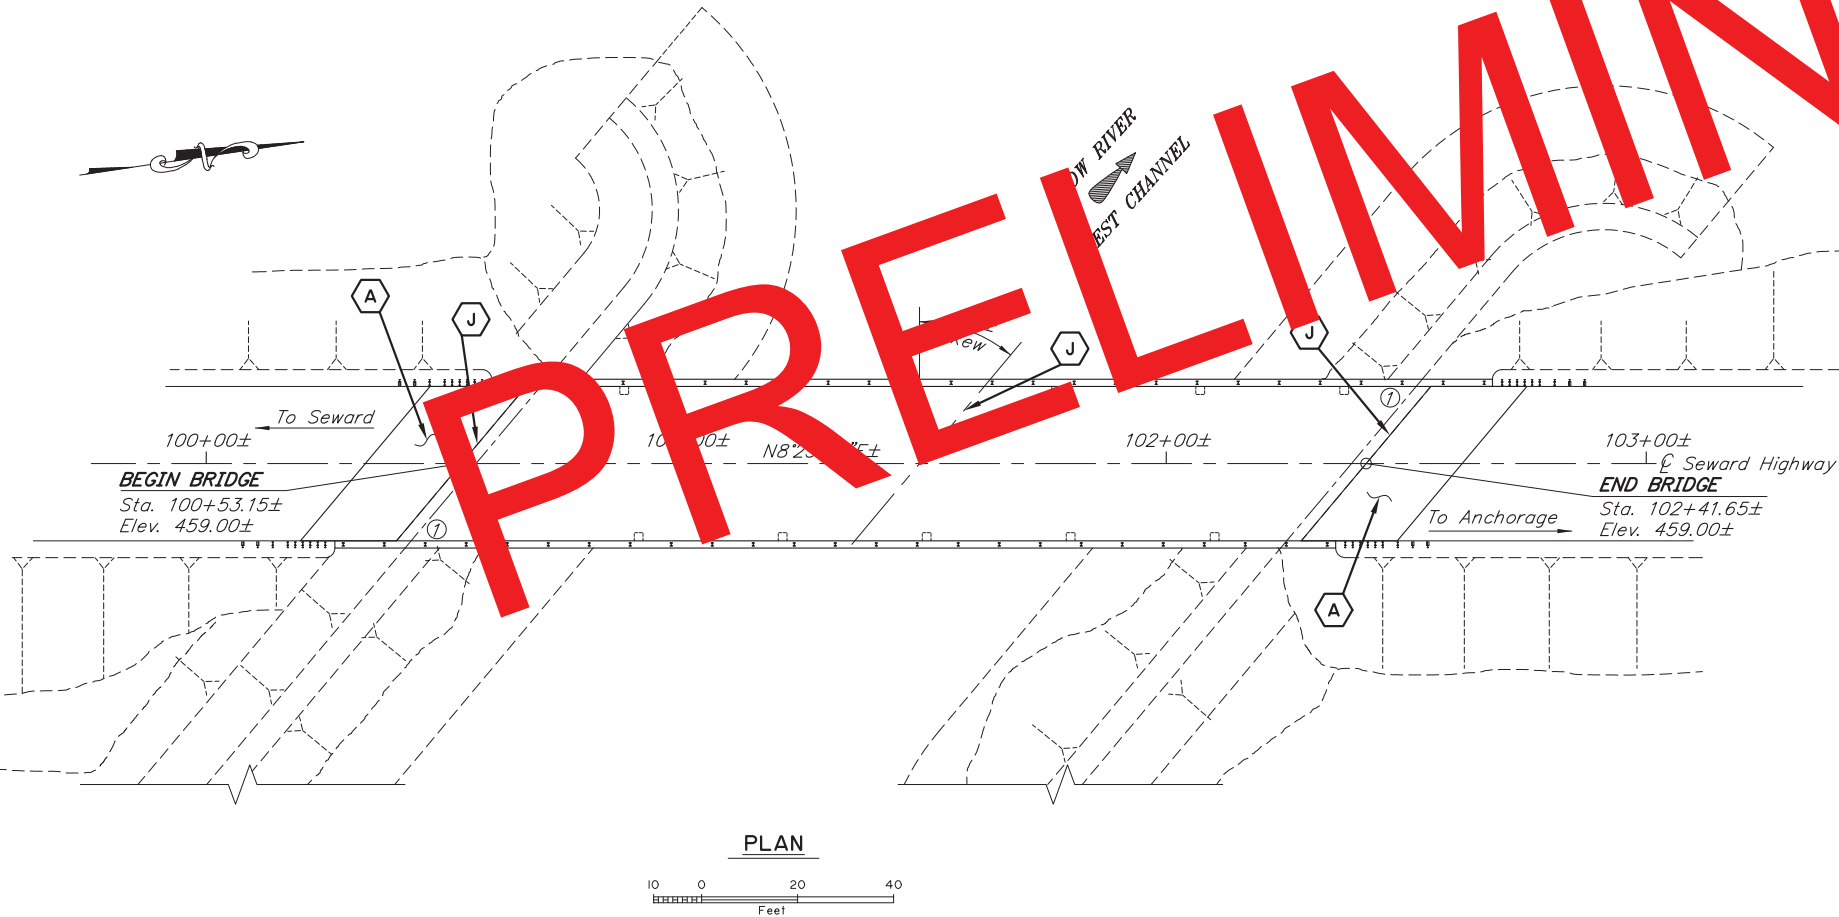 PRELIMIN
RIVER
CHANNEL
A
J
J
J
1
To Seward
100+00±
102+00±
103+00±
℄ Seward Highway
BEGIN BRIDGE
Sta. 100+53.15±
Elev. 459.00±
END BRIDGE
Sta. 102+41.65±
Elev. 459.00±
1
To Anchorage
A
PLAN
10 0 20 40
Feet